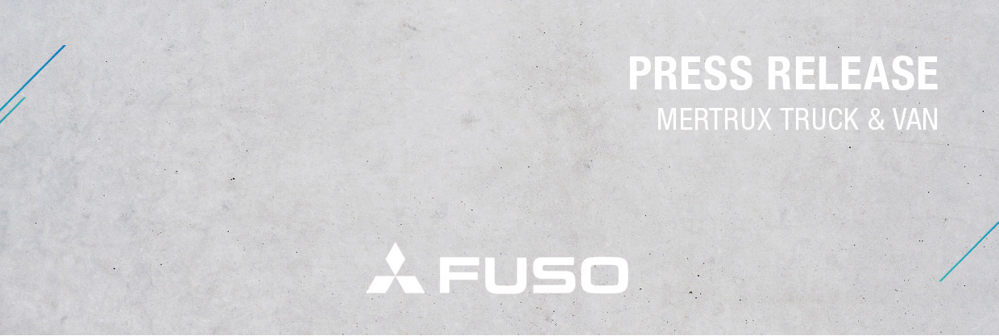 PRESS RELEASE
MERTRUX TRUCK & VAN
FUSO